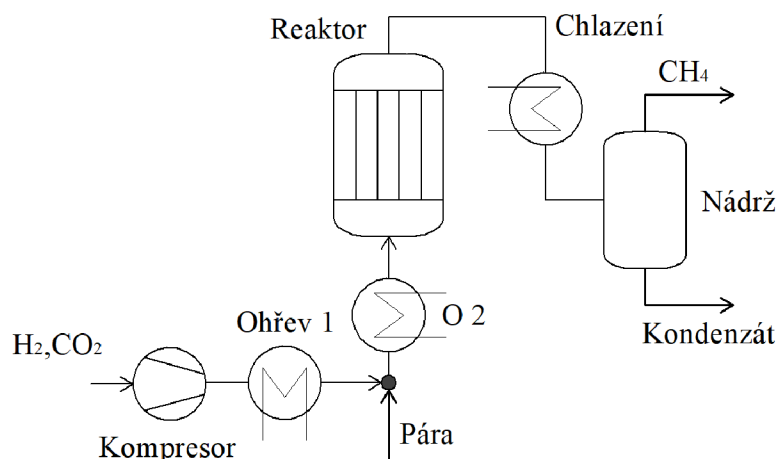 Reaktor
Chlazení
CH₄
Nádrž
Ohřev 1
O 2
H₂,CO₂
Kondenzát
Kompresor
Pára